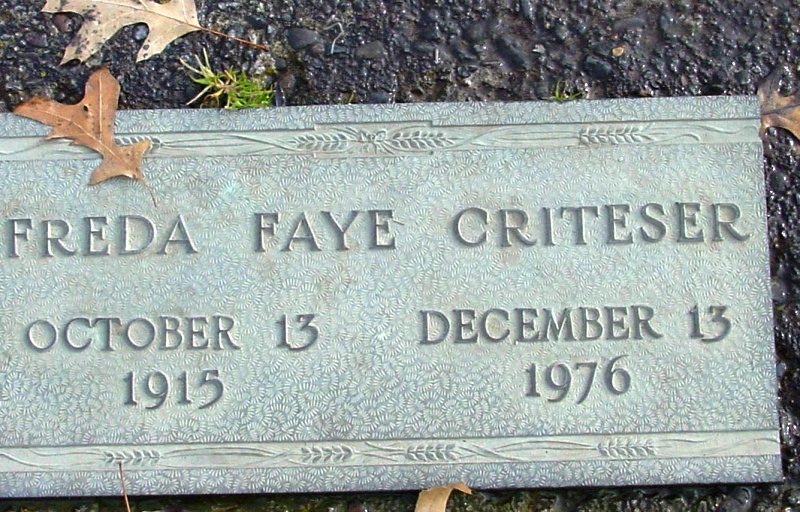 FREDA FAYE CRITESER
OCTOBER 13 DECEMBER 13
1915 1976